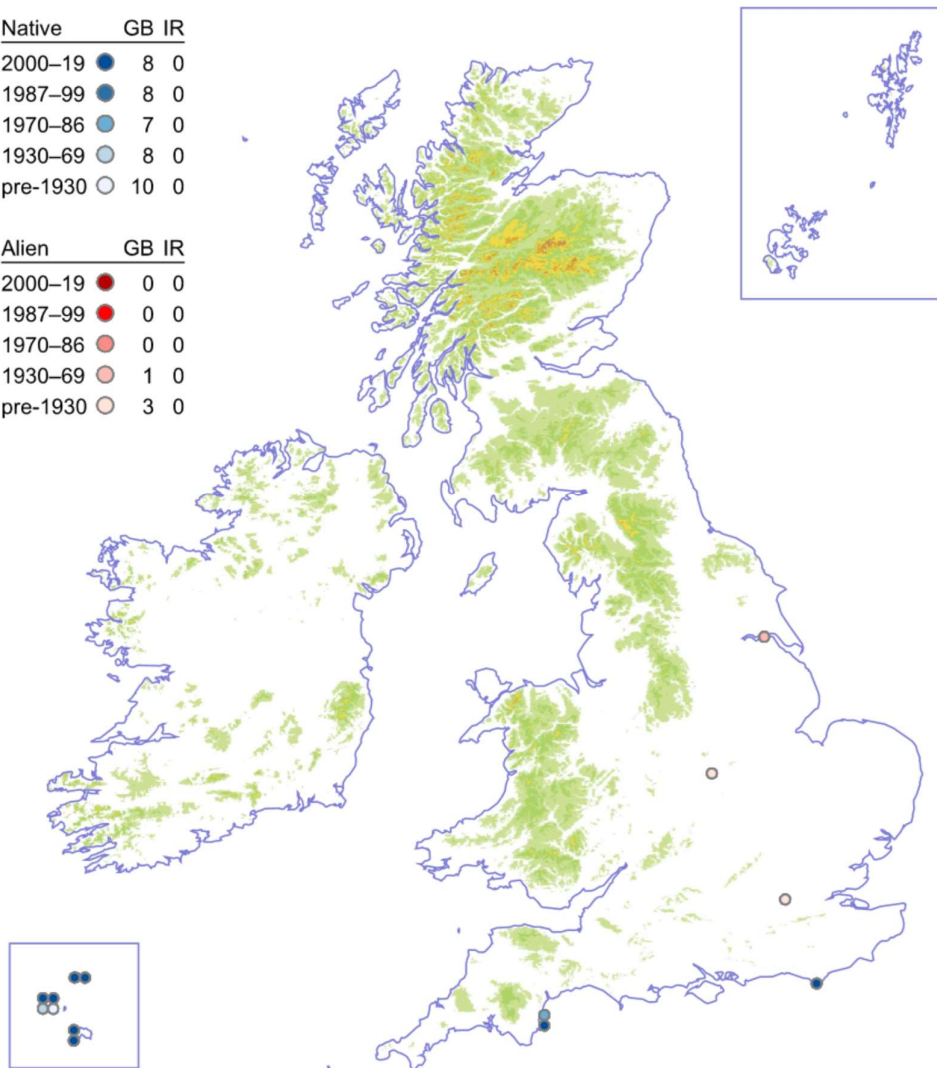 Native GB IR
2000–19 8 0
1987–99 8 0
1970–86 7 0
1930–69 8 0
pre-1930 10 0
Alien GB IR
2000–19 0 0
1987–99 0 0
1970–86 0 0
1930–69 1 0
pre-1930 3 0